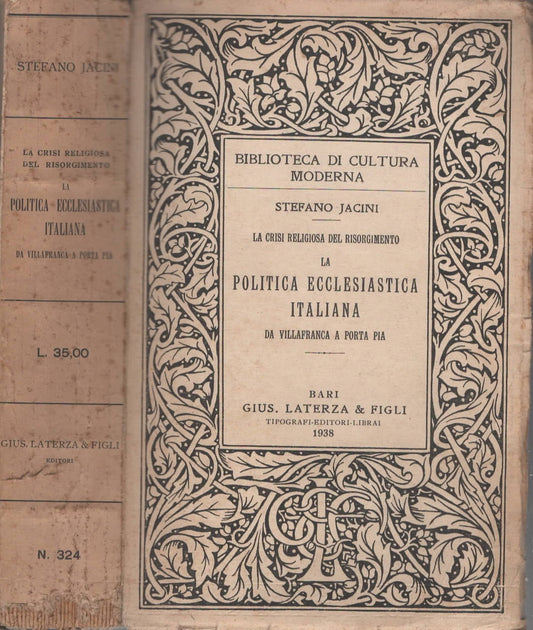 STEFANO JACINI
LA CRISI RELIGIOSA
DEL RISORGIMENTO
LA
POLITICA ECCLESIASTICA
ITALIANA
DA VILLAFRANCA A PORTA PIA
L. 35,00
GIUS. LATERZA & FIGLI
EDITORI
N. 324
BIBLIOTECA DI CULTURA
MODERNA
STEFANO JACINI
LA CRISI RELIGIOSA DEL RISORGIMENTO
LA
POLITICA ECCLESIASTICA
ITALIANA
DA VILLAFRANCA A PORTA PIA
BARI
GIUS. LATERZA & FIGLI
TIPOGRAFI-EDITORI-LIBRAI
1938